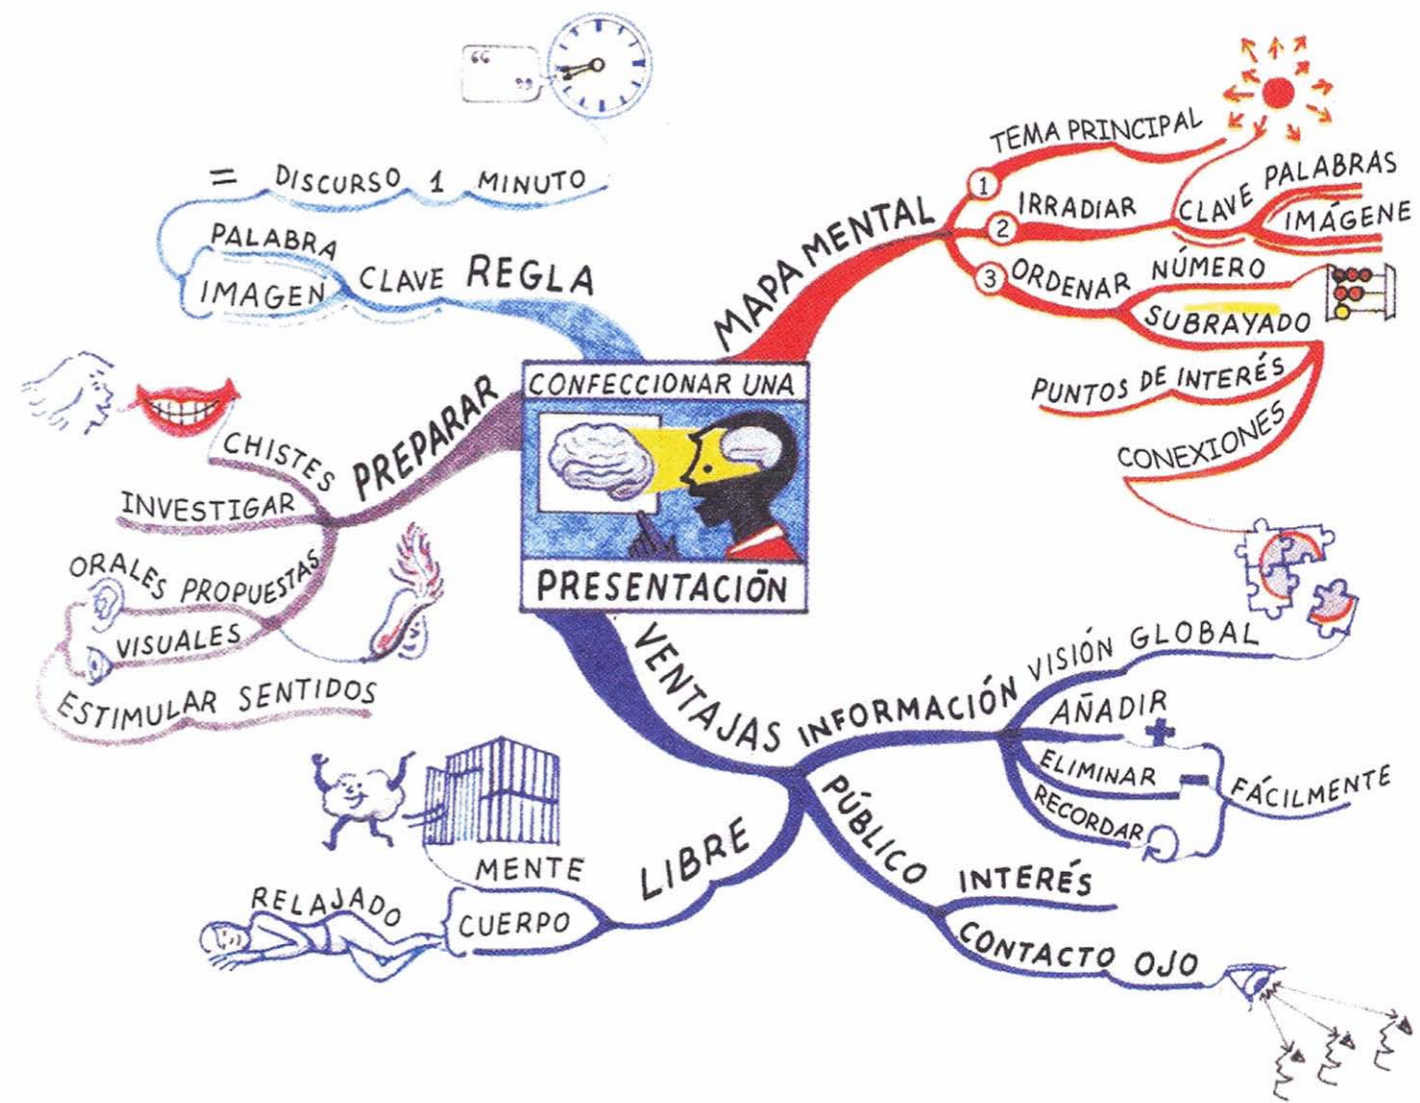 CONFECCIONAR UNA
PRESENTACIÓN
MAPA MENTAL
1
TEMA PRINCIPAL
2
IRRADIAR
CLAVE
PALABRAS
IMÁGENE
3
ORDENAR
NÚMERO
SUBRAYADO
PUNTOS DE INTERÉS
CONEXIONES
VENTAJAS
INFORMACIÓN
VISIÓN GLOBAL
AÑADIR
+
ELIMINAR
-
RECORDAR
FÁCILMENTE
PÚBLICO
INTERÉS
CONTACTO OJO
LIBRE
MENTE
CUERPO
RELAJADO
PREPARAR
CHISTES
INVESTIGAR
PROPUESTAS
ORALES
VISUALES
ESTIMULAR SENTIDOS
REGLA
CLAVE
PALABRA
IMAGEN
= DISCURSO 1 MINUTO
“ ”